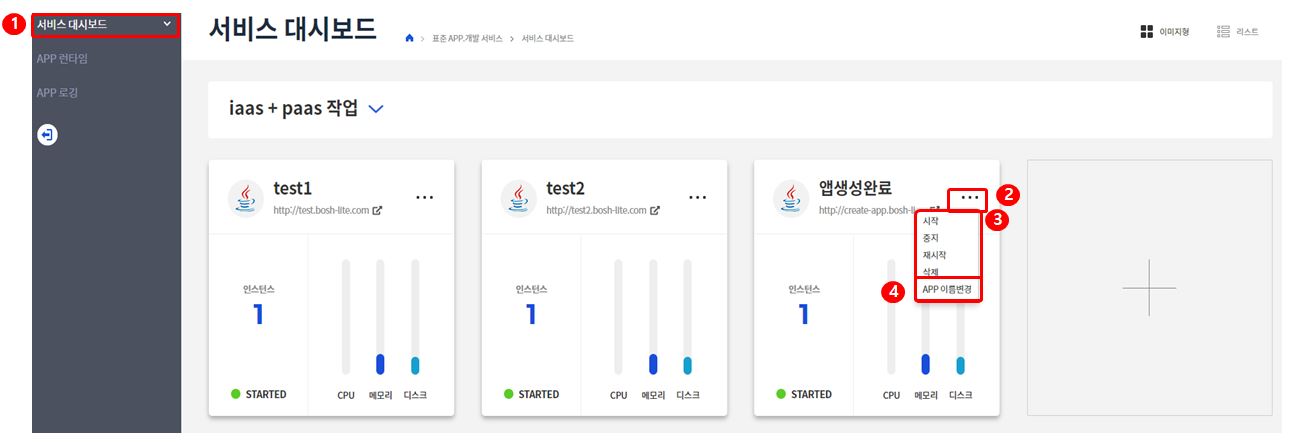 1
서비스 대시보드
APP 런타임
APP 로깅
서비스 대시보드
> 표준 APP.개발 서비스 > 서비스 대시보드
이미지형
리스트
iaas + paas 작업
test1
...
http://test.bosh-lite.com
인스턴스
1
STARTED
CPU 메모리 디스크
test2
...
http://test2.bosh-lite.com
인스턴스
1
STARTED
CPU 메모리 디스크
앱생성완료
...
2
http://create-app.bosh-li
3
시작
중지
재시작
삭제
4
APP 이름변경
인스턴스
1
STARTED
CPU 메모리 디스크